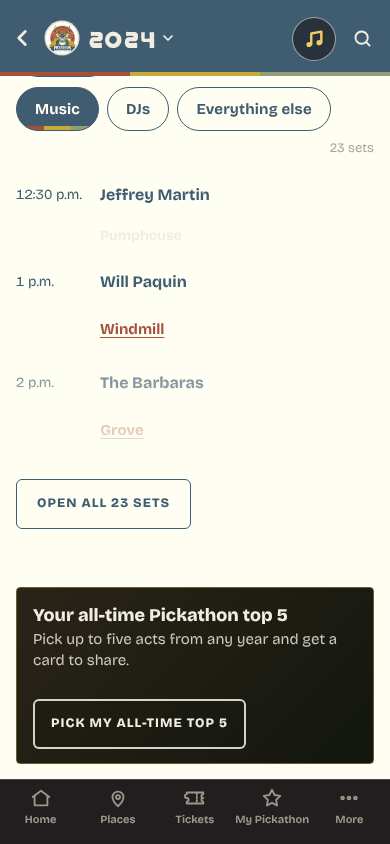 2024
Music
DJs
Everything else
23 sets
12:30 p.m.
Jeffrey Martin
Pumphouse
1 p.m.
Will Paquin
Windmill
2 p.m.
The Barbaras
Grove
OPEN ALL 23 SETS
Your all-time Pickathon top 5
Pick up to five acts from any year and get a
card to share.
PICK MY ALL-TIME TOP 5
Home
Places
Tickets
My Pickathon
More